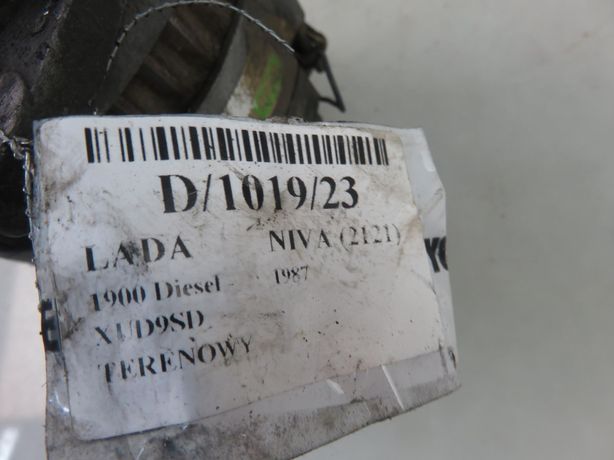 D/1019/23
LADA NIVA (2121)
1900 Diesel 1987
XUD9SD
TERENOWY